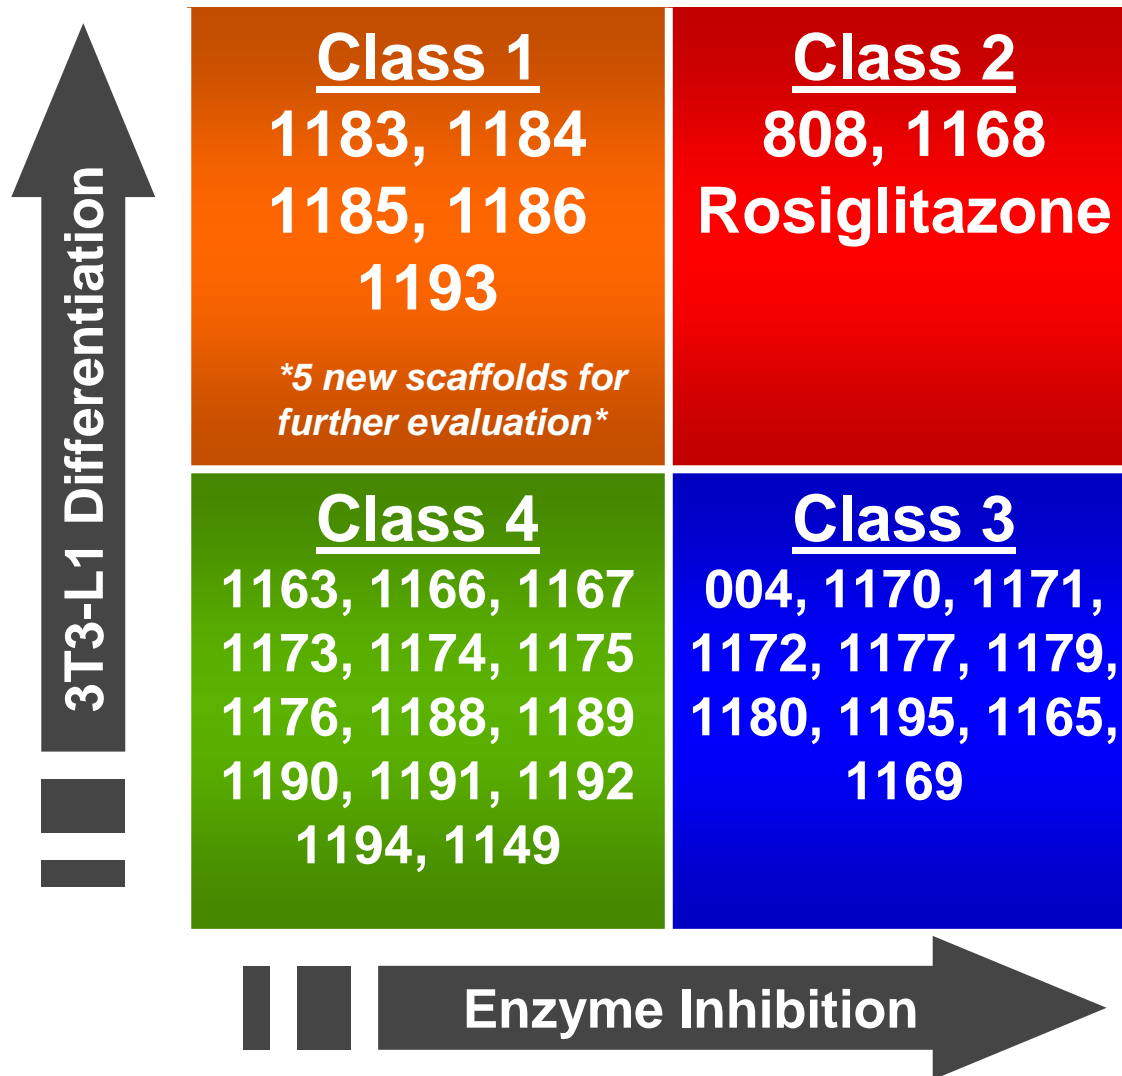 3T3-L1 Differentiation
Class 1
1183, 1184
1185, 1186
1193
*5 new scaffolds for
further evaluation*
Class 2
808, 1168
Rosiglitazone
Class 4
1163, 1166, 1167
1173, 1174, 1175
1176, 1188, 1189
1190, 1191, 1192
1194, 1149
Class 3
004, 1170, 1171,
1172, 1177, 1179,
1180, 1195, 1165,
1169
Enzyme Inhibition